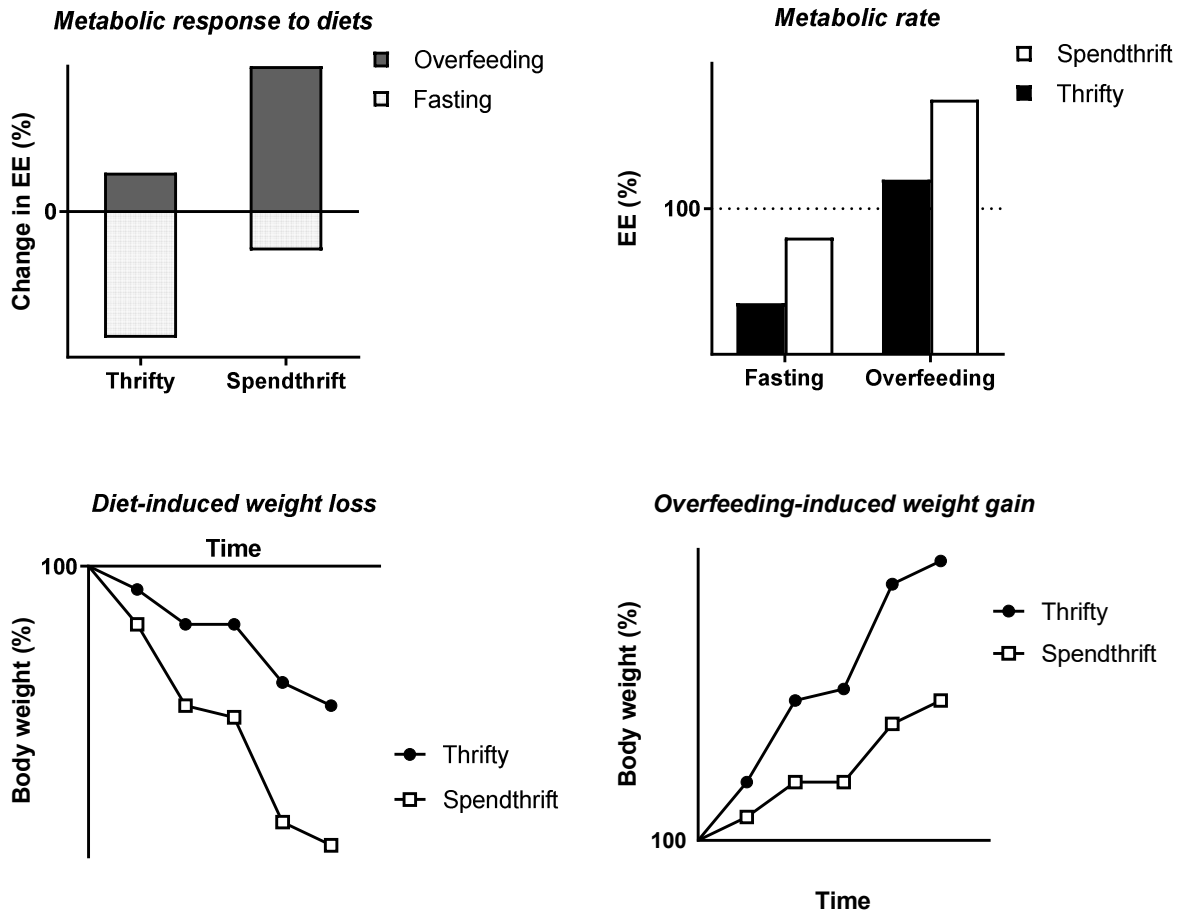 Metabolic response to diets
Overfeeding
Fasting
Change in EE (%)
0
Thrifty
Spendthrift
Metabolic rate
Spendthrift
Thrifty
EE (%)
100
Fasting
Overfeeding
Diet-induced weight loss
Time
100
Body weight (%)
Thrifty
Spendthrift
Overfeeding-induced weight gain
Thrifty
Spendthrift
Body weight (%)
100
Time